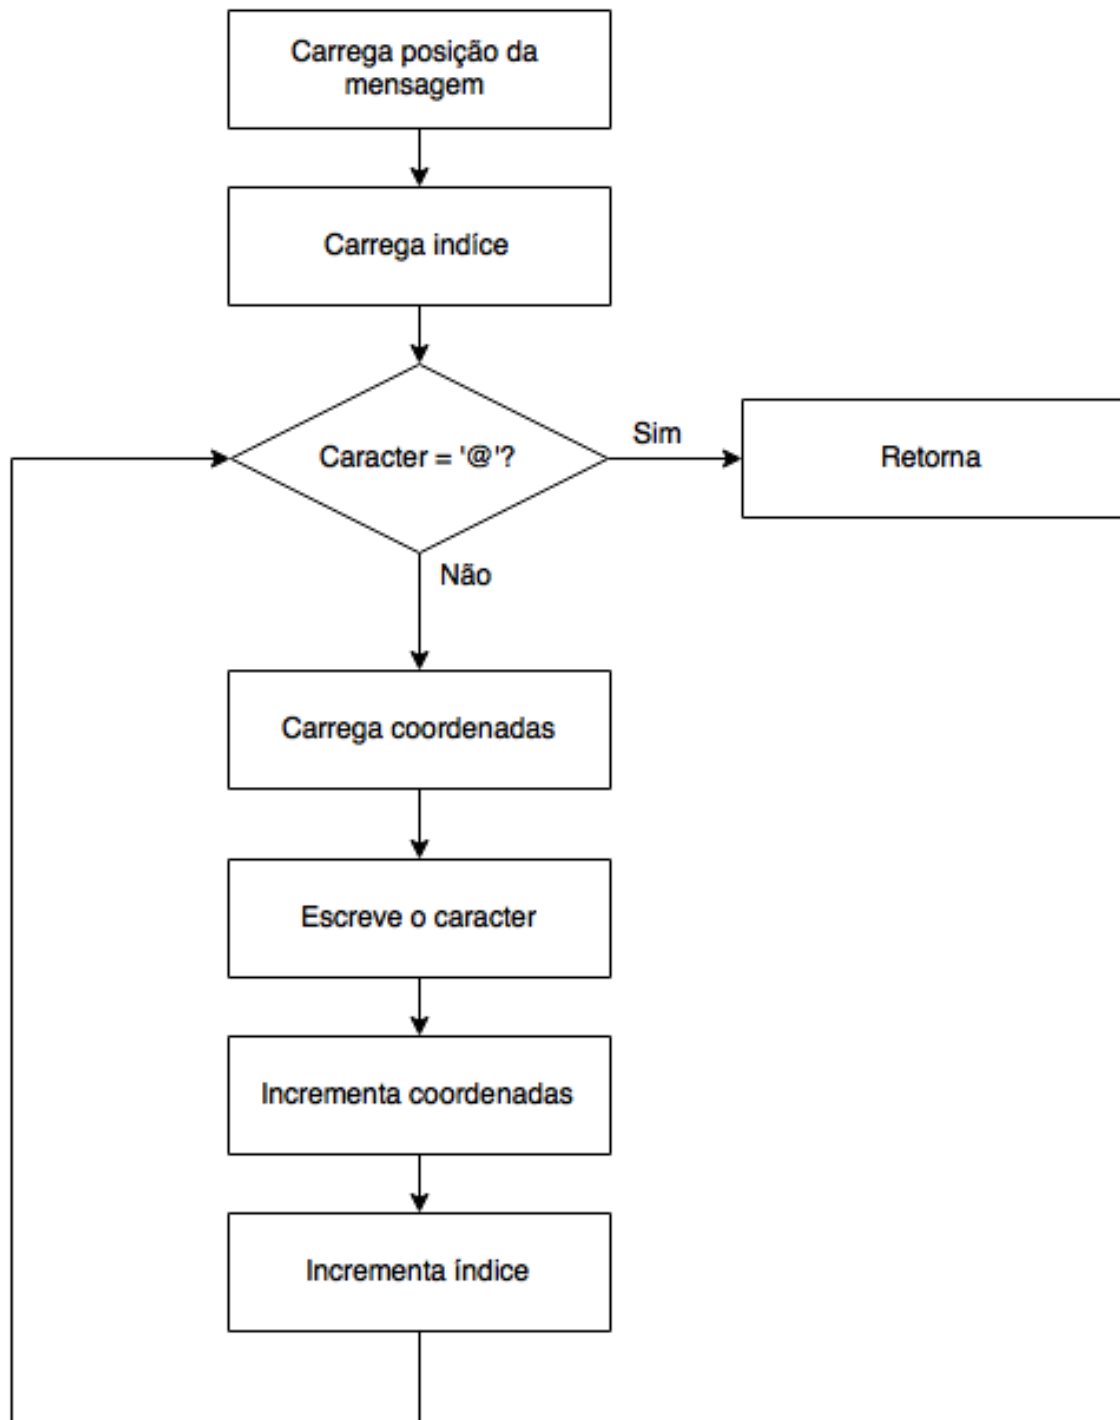 Carrega posição da
mensagem
Carrega indíce
Caracter = '@'?
Sim
Retorna
Não
Carrega coordenadas
Escreve o caracter
Incrementa coordenadas
Incrementa índice